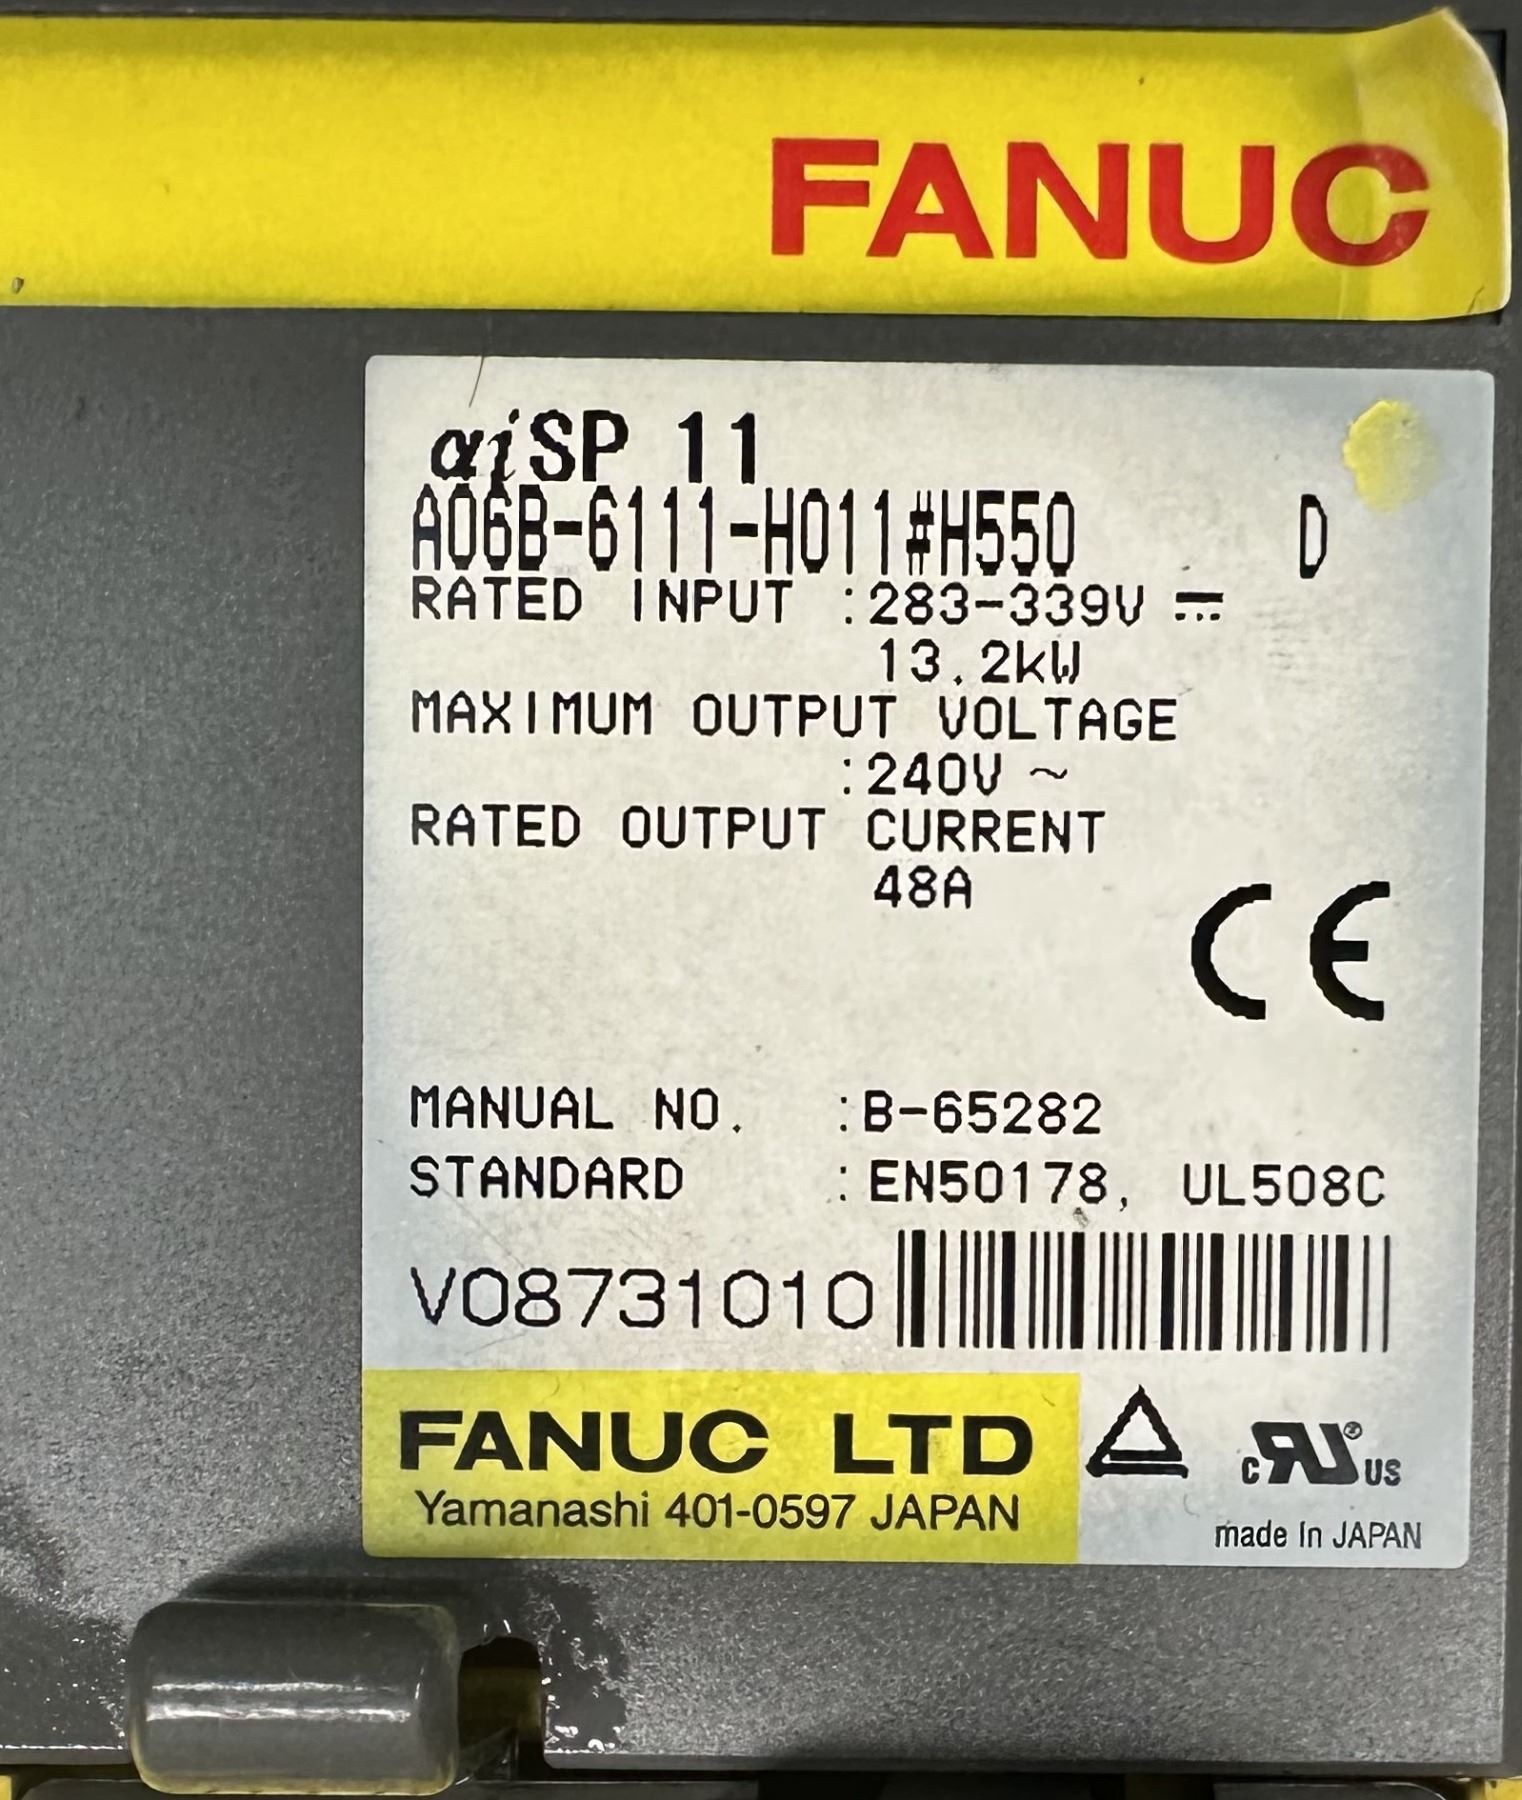 FANUC
αiSP 11
A06B-6111-H011#H550 D
RATED INPUT :283-339V ⎓
13.2kW
MAXIMUM OUTPUT VOLTAGE
:240V ~
RATED OUTPUT CURRENT
48A
CE
MANUAL NO. :B-65282
STANDARD :EN50178, UL508C
V08731010
FANUC LTD
Yamanashi 401-0597 JAPAN
c RU ® US
made in JAPAN